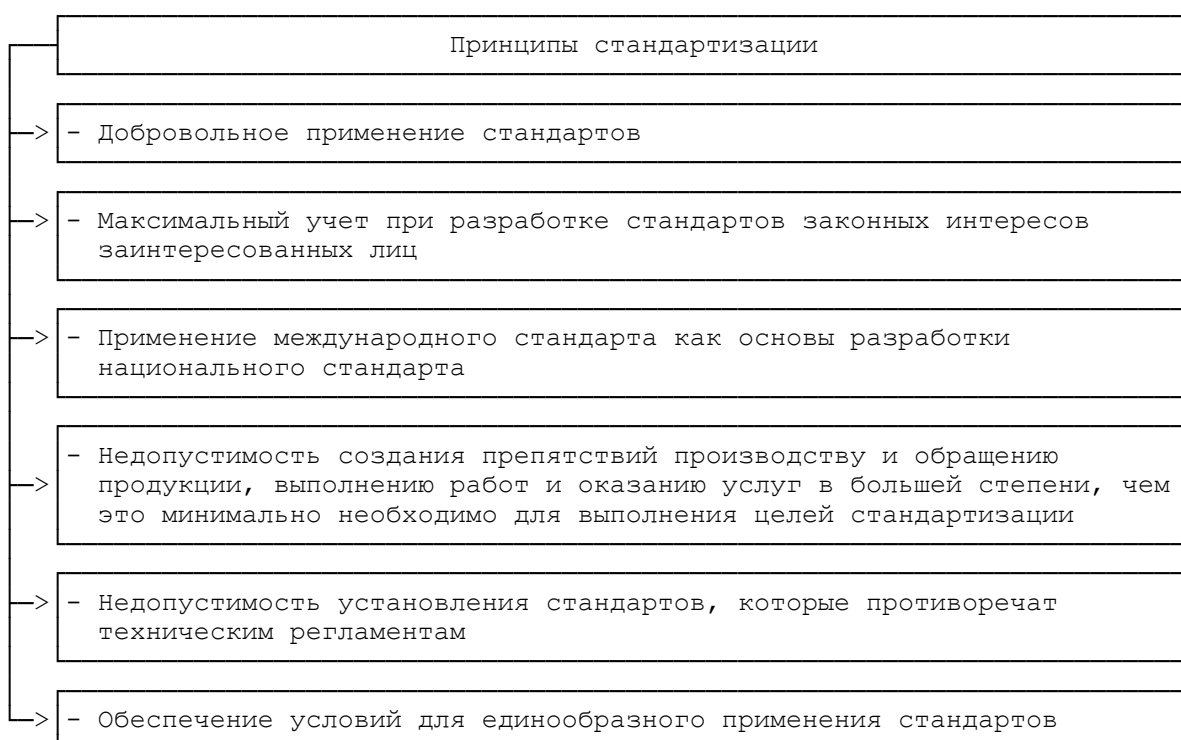 Принципы стандартизации
- Добровольное применение стандартов
- Максимальный учет при разработке стандартов законных интересов
заинтересованных лиц
- Применение международного стандарта как основы разработки
национального стандарта
- Недопустимость создания препятствий производству и обращению
продукции, выполнению работ и оказанию услуг в большей степени, чем
это минимально необходимо для выполнения целей стандартизации
- Недопустимость установления стандартов, которые противоречат
техническим регламентам
- Обеспечение условий для единообразного применения стандартов